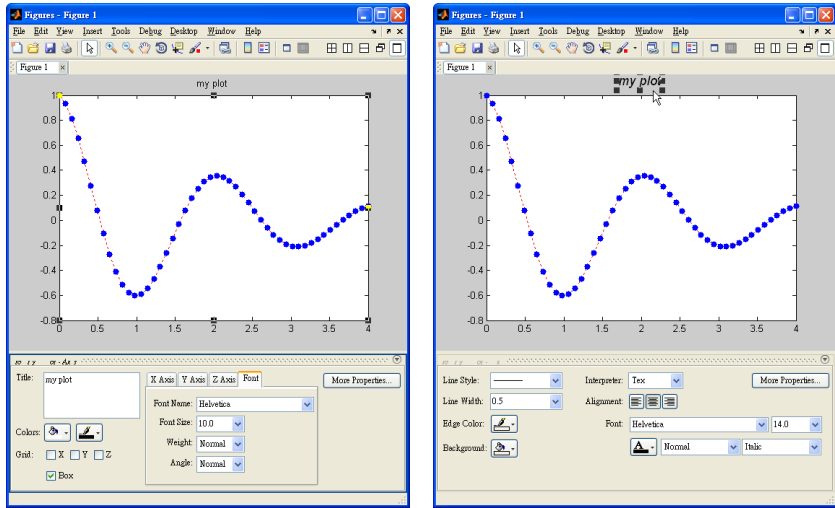 Figures - Figure 1
File Edit View Insert Tools Debug Desktop Window Help
Figure 1
my plot
1
0.8
0.6
0.4
0.2
0
-0.2
-0.4
-0.6
-0.8
0 0.5 1 1.5 2 2.5 3 3.5 4
Title: my plot
X Axis Y Axis Z Axis Font
More Properties...
Font Name: Helvetica
Font Size: 10.0
Colors:
Weight: Normal
Grid: X Y Z
Angle: Normal
Box
Figures - Figure 1
File Edit View Insert Tools Debug Desktop Window Help
Figure 1
my plot
1
0.8
0.6
0.4
0.2
0
-0.2
-0.4
-0.6
-0.8
0 0.5 1 1.5 2 2.5 3 3.5 4
Line Style: Interpreter: Tex More Properties...
Line Width: 0.5 Alignment:
Edge Color: Font: Helvetica 14.0
Background: A Normal Italic